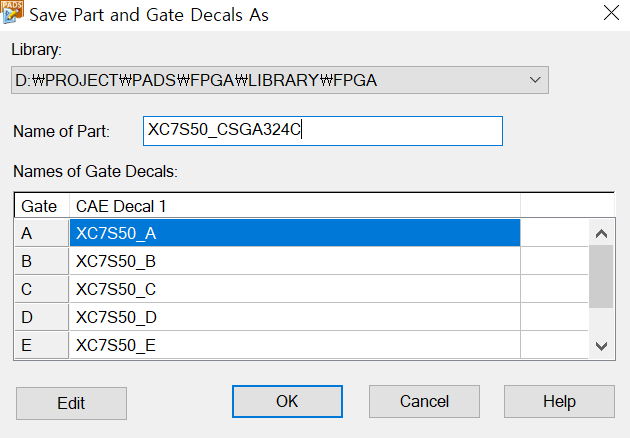 Save Part and Gate Decals As
Library:
D:₩PROJECT₩PADS₩FPGA₩LIBRARY₩FPGA
Name of Part: XC7S50_CSGA324C
Names of Gate Decals:
Gate CAE Decal 1
A XC7S50_A
B XC7S50_B
C XC7S50_C
D XC7S50_D
E XC7S50_E
Edit OK Cancel Help